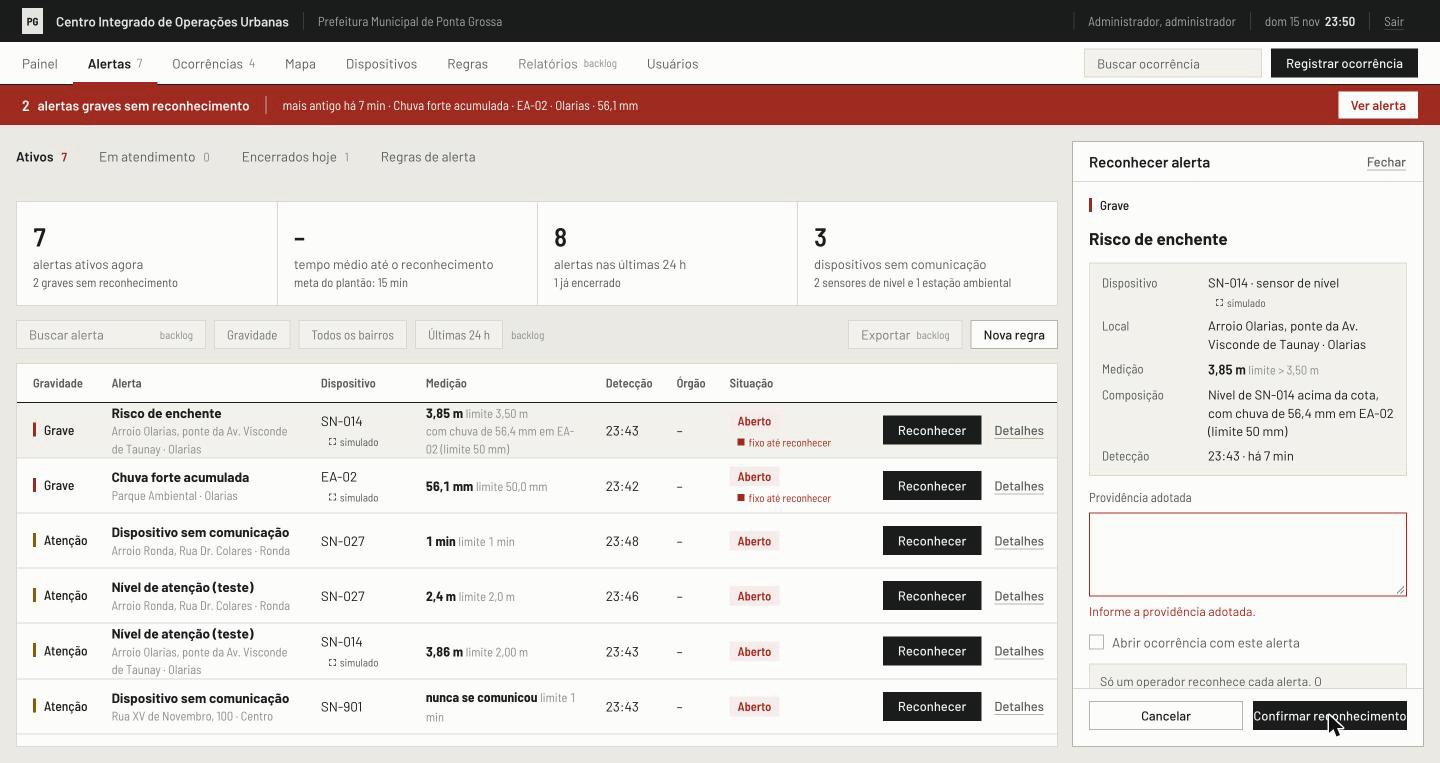 PG Centro Integrado de Operações Urbanas Prefeitura Municipal de Ponta Grossa Administrador, administrador dom 15 nov 23:50 Sair
Painel Alertas 7 Ocorrências 4 Mapa Dispositivos Regras Relatórios backlog Usuários Buscar ocorrência Registrar ocorrência
2 alertas graves sem reconhecimento mais antigo há 7 min · Chuva forte acumulada · EA-02 · Olarias · 56,1 mm Ver alerta
Ativos 7 Em atendimento 0 Encerrados hoje 1 Regras de alerta
7
alertas ativos agora
2 graves sem reconhecimento
–
tempo médio até o reconhecimento
meta do plantão: 15 min
8
alertas nas últimas 24 h
1 já encerrado
3
dispositivos sem comunicação
2 sensores de nível e 1 estação ambiental
Buscar alerta backlog Gravidade Todos os bairros Últimas 24 h backlog Exportar backlog Nova regra
Gravidade Alerta Dispositivo Medição Detecção Órgão Situação
Grave
Risco de enchente
Arroio Olarias, ponte da Av. Visconde
de Taunay · Olarias
SN-014
simulado
3,85 m limite 3,50 m
com chuva de 56,4 mm em EA-
02 (limite 50 mm)
23:43
–
Aberto
fixo até reconhecer
Reconhecer Detalhes
Grave
Chuva forte acumulada
Parque Ambiental · Olarias
EA-02
simulado
56,1 mm limite 50,0 mm
23:42
–
Aberto
fixo até reconhecer
Reconhecer Detalhes
Atenção
Dispositivo sem comunicação
Arroio Ronda, Rua Dr. Colares · Ronda
SN-027
1 min limite 1 min
23:48
–
Aberto
Reconhecer Detalhes
Atenção
Nível de atenção (teste)
Arroio Ronda, Rua Dr. Colares · Ronda
SN-027
2,4 m limite 2,0 m
23:46
–
Aberto
Reconhecer Detalhes
Atenção
Nível de atenção (teste)
Arroio Olarias, ponte da Av. Visconde
de Taunay · Olarias
SN-014
simulado
3,86 m limite 2,00 m
23:43
–
Aberto
Reconhecer Detalhes
Atenção
Dispositivo sem comunicação
Rua XV de Novembro, 100 · Centro
SN-901
nunca se comunicou limite 1
min
23:43
–
Aberto
Reconhecer Detalhes
Reconhecer alerta Fechar
Grave
Risco de enchente
Dispositivo SN-014 · sensor de nível
simulado
Local Arroio Olarias, ponte da Av.
Visconde de Taunay · Olarias
Medição 3,85 m limite > 3,50 m
Composição Nível de SN-014 acima da cota,
com chuva de 56,4 mm em EA-02
(limite 50 mm)
Detecção 23:43 · há 7 min
Providência adotada
Informe a providência adotada.
Abrir ocorrência com este alerta
Só um operador reconhece cada alerta. O
Cancelar Confirmar reconhecimento